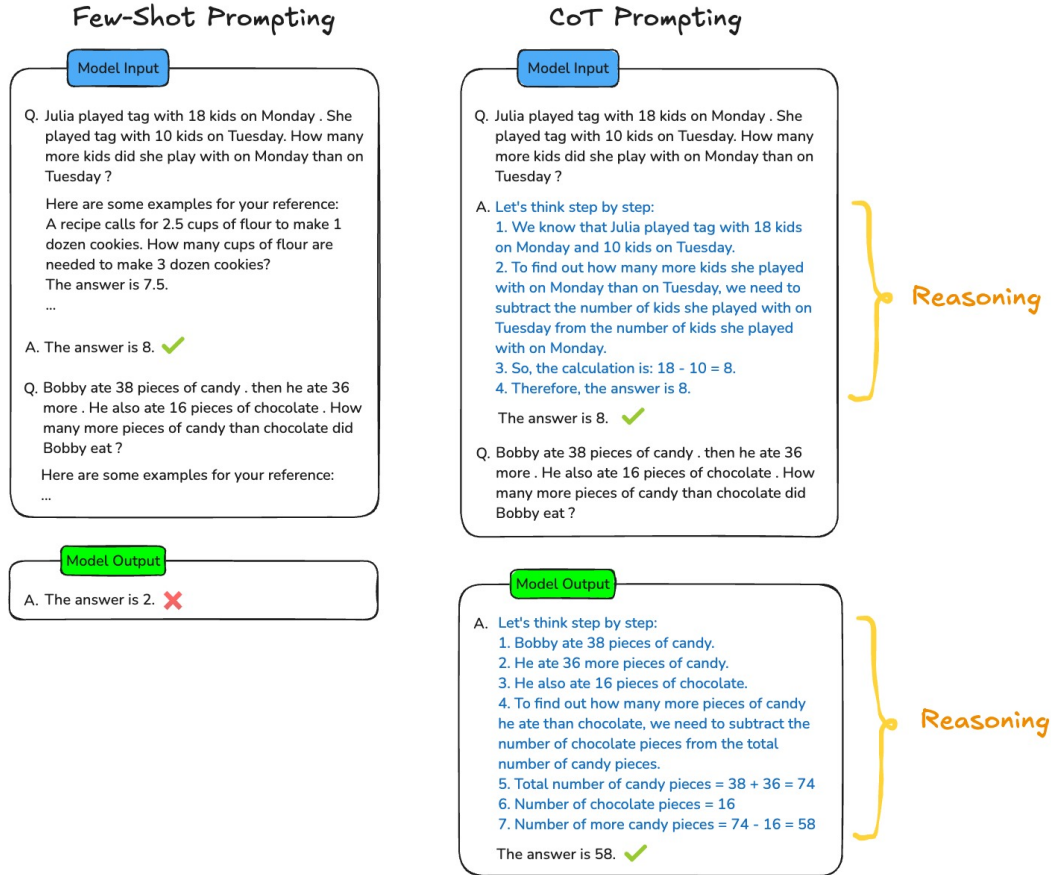 Few-Shot Prompting
Model Input
Q. Julia played tag with 18 kids on Monday . She
played tag with 10 kids on Tuesday. How many
more kids did she play with on Monday than on
Tuesday ?
Here are some examples for your reference:
A recipe calls for 2.5 cups of flour to make 1
dozen cookies. How many cups of flour are
needed to make 3 dozen cookies?
The answer is 7.5.
...
A. The answer is 8.
Q. Bobby ate 38 pieces of candy . then he ate 36
more . He also ate 16 pieces of chocolate . How
many more pieces of candy than chocolate did
Bobby eat ?
Here are some examples for your reference:
...
Model Output
A. The answer is 2.
CoT Prompting
Model Input
Q. Julia played tag with 18 kids on Monday . She
played tag with 10 kids on Tuesday. How many
more kids did she play with on Monday than on
Tuesday ?
A. Let's think step by step:
1. We know that Julia played tag with 18 kids
on Monday and 10 kids on Tuesday.
2. To find out how many more kids she played
with on Monday than on Tuesday, we need to
subtract the number of kids she played with on
Tuesday from the number of kids she played
with on Monday.
3. So, the calculation is: 18 - 10 = 8.
4. Therefore, the answer is 8.
Reasoning
The answer is 8.
Q. Bobby ate 38 pieces of candy . then he ate 36
more . He also ate 16 pieces of chocolate . How
many more pieces of candy than chocolate did
Bobby eat ?
Model Output
A. Let's think step by step:
1. Bobby ate 38 pieces of candy.
2. He ate 36 more pieces of candy.
3. He also ate 16 pieces of chocolate.
4. To find out how many more pieces of candy
he ate than chocolate, we need to subtract the
number of chocolate pieces from the total
number of candy pieces.
5. Total number of candy pieces = 38 + 36 = 74
6. Number of chocolate pieces = 16
7. Number of more candy pieces = 74 - 16 = 58
Reasoning
The answer is 58.